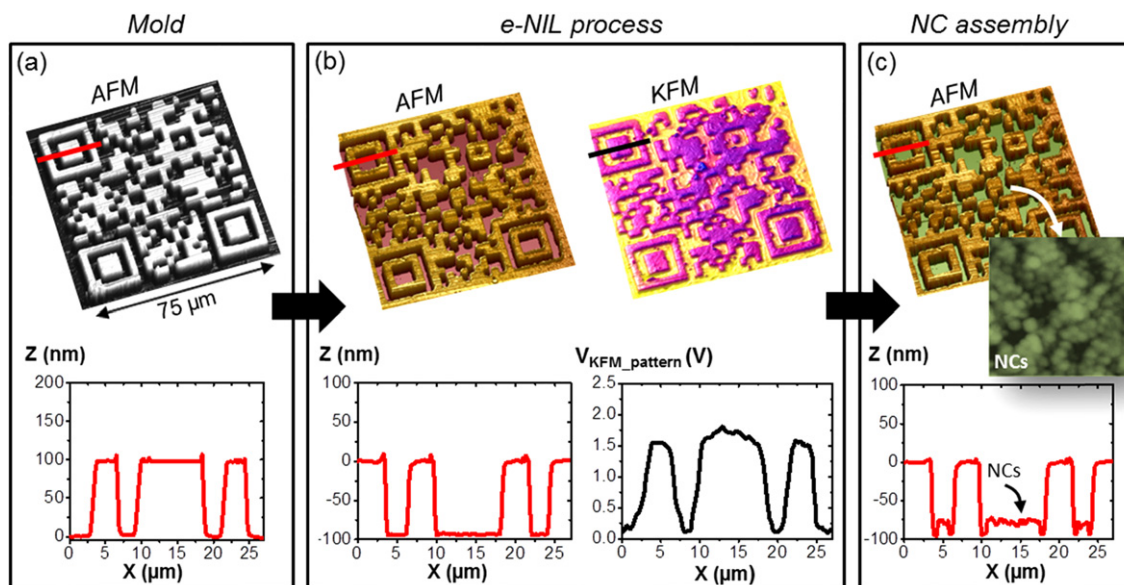 Mold
e-NIL process
NC assembly
(a)
AFM
75 µm
(b)
AFM
KFM
(c)
AFM
NCs
Z (nm)
200
150
100
50
0
0 5 10 15 20 25
X (µm)
Z (nm)
100
50
0
-50
-100
0 5 10 15 20 25
X (µm)
VKFM_pattern (V)
2.5
2.0
1.5
1.0
0.5
0.0
0 5 10 15 20 25
X (µm)
Z (nm)
100
50
0
-50
-100
NCs
0 5 10 15 20 25
X (µm)